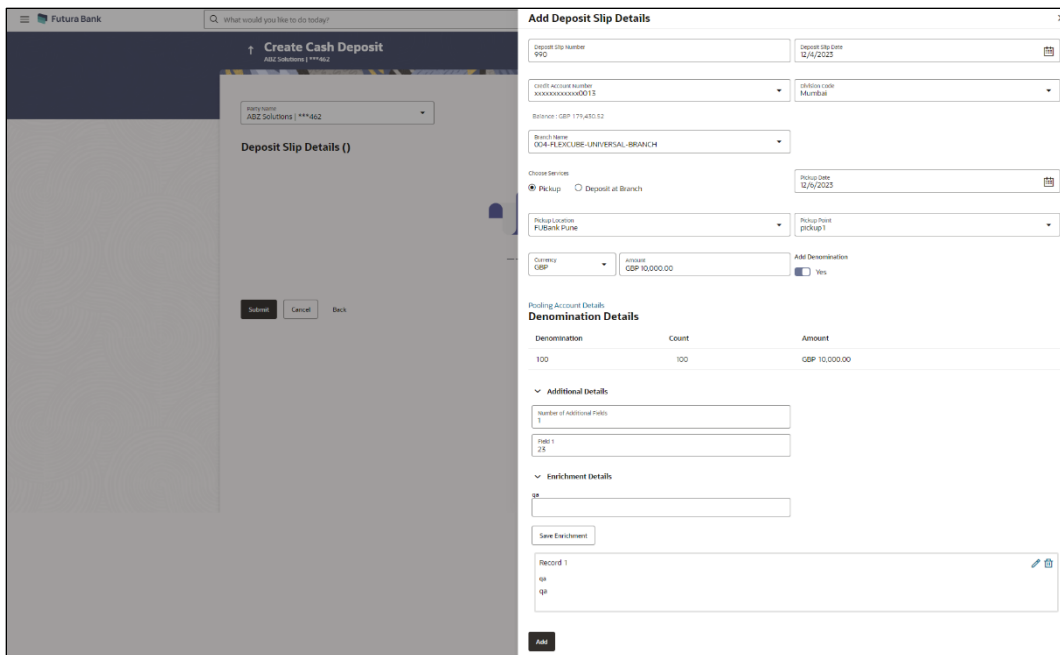 Futura Bank
What would you like to do today?
Create Cash Deposit
ABZ Solutions | ***462
Party Name
ABZ Solutions | ***462
Deposit Slip Details ()
Submit Cancel Back
Add Deposit Slip Details
Deposit Slip Number
990
Deposit Slip Date
12/4/2023
Credit Account Number
xxxxxxxxxxxx0013
Division Code
Mumbai
Balance : GBP 179,430.52
Branch Name
004-FLEXCUBE-UNIVERSAL-BRANCH
Choose Services
Pickup Deposit at Branch
Pickup Date
12/6/2023
Pickup Location
FUBank Pune
Pickup Point
pickup1
Currency
GBP
Amount
GBP 10,000.00
Add Denomination
Yes
Pooling Account Details
Denomination Details
Denomination Count Amount
100 100 GBP 10,000.00
Additional Details
Number of Additional Fields
1
Field 1
23
Enrichment Details
qa
Save Enrichment
Record 1
qa
qa
Add